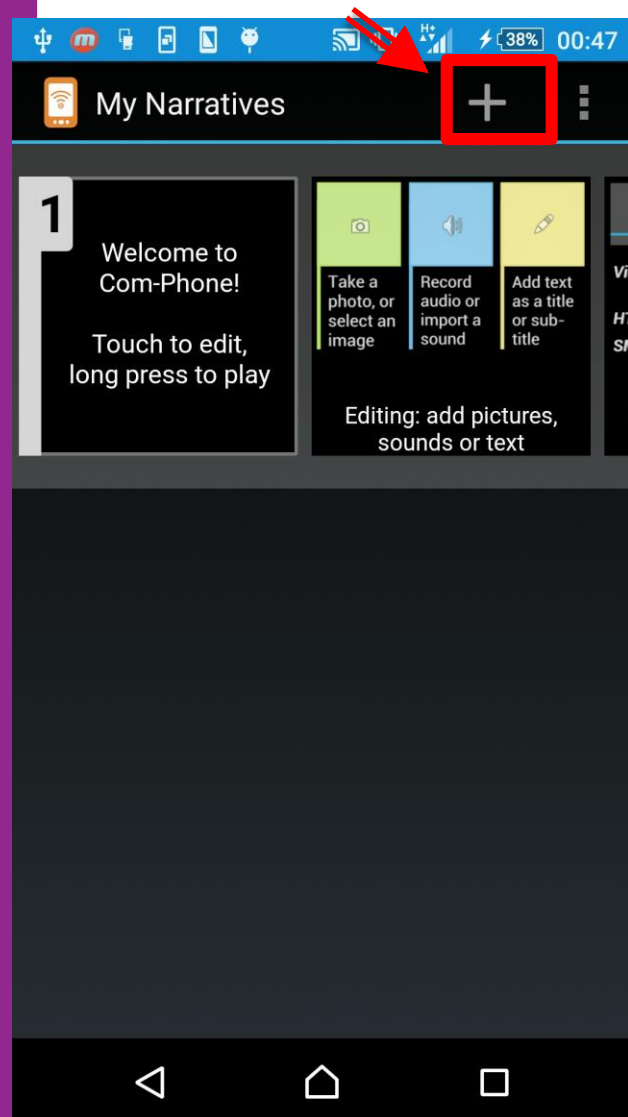 H+
38%
00:47
My Narratives
1
Welcome to
Com-Phone!
Touch to edit,
long press to play
Take a
photo, or
select an
image
Record
audio or
import a
sound
Add text
as a title
or sub-
title
Editing: add pictures,
sounds or text